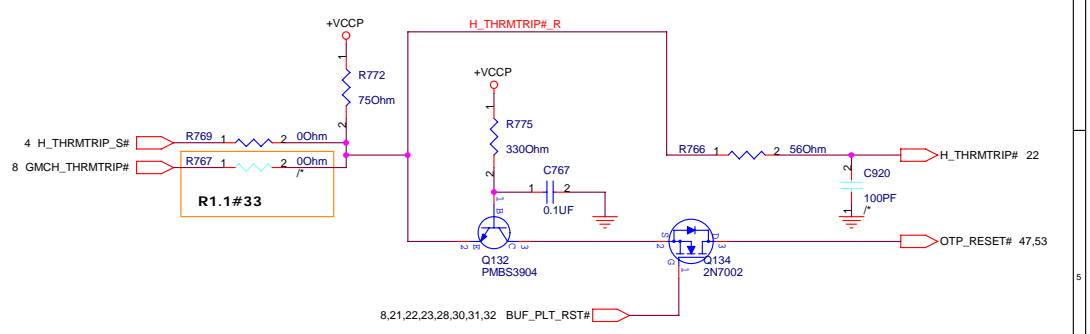 +VCCP
H_THRMTRIP#_R
1
R772
75Ohm
2
+VCCP
1
R775
330Ohm
2
4 H_THRMTRIP_S#
R769 1 2 0Ohm
8 GMCH_THRMTRIP#
R767 1 2 0Ohm
/*
R1.1#33
R766 1 2 56Ohm
H_THRMTRIP# 22
2
C920
100PF
1
/*
C767
1 2
0.1UF
1
B
2 E C 3
Q132
PMBS3904
S D
2 3
G
1
Q134
2N7002
OTP_RESET# 47,53
8,21,22,23,28,30,31,32 BUF_PLT_RST#
5